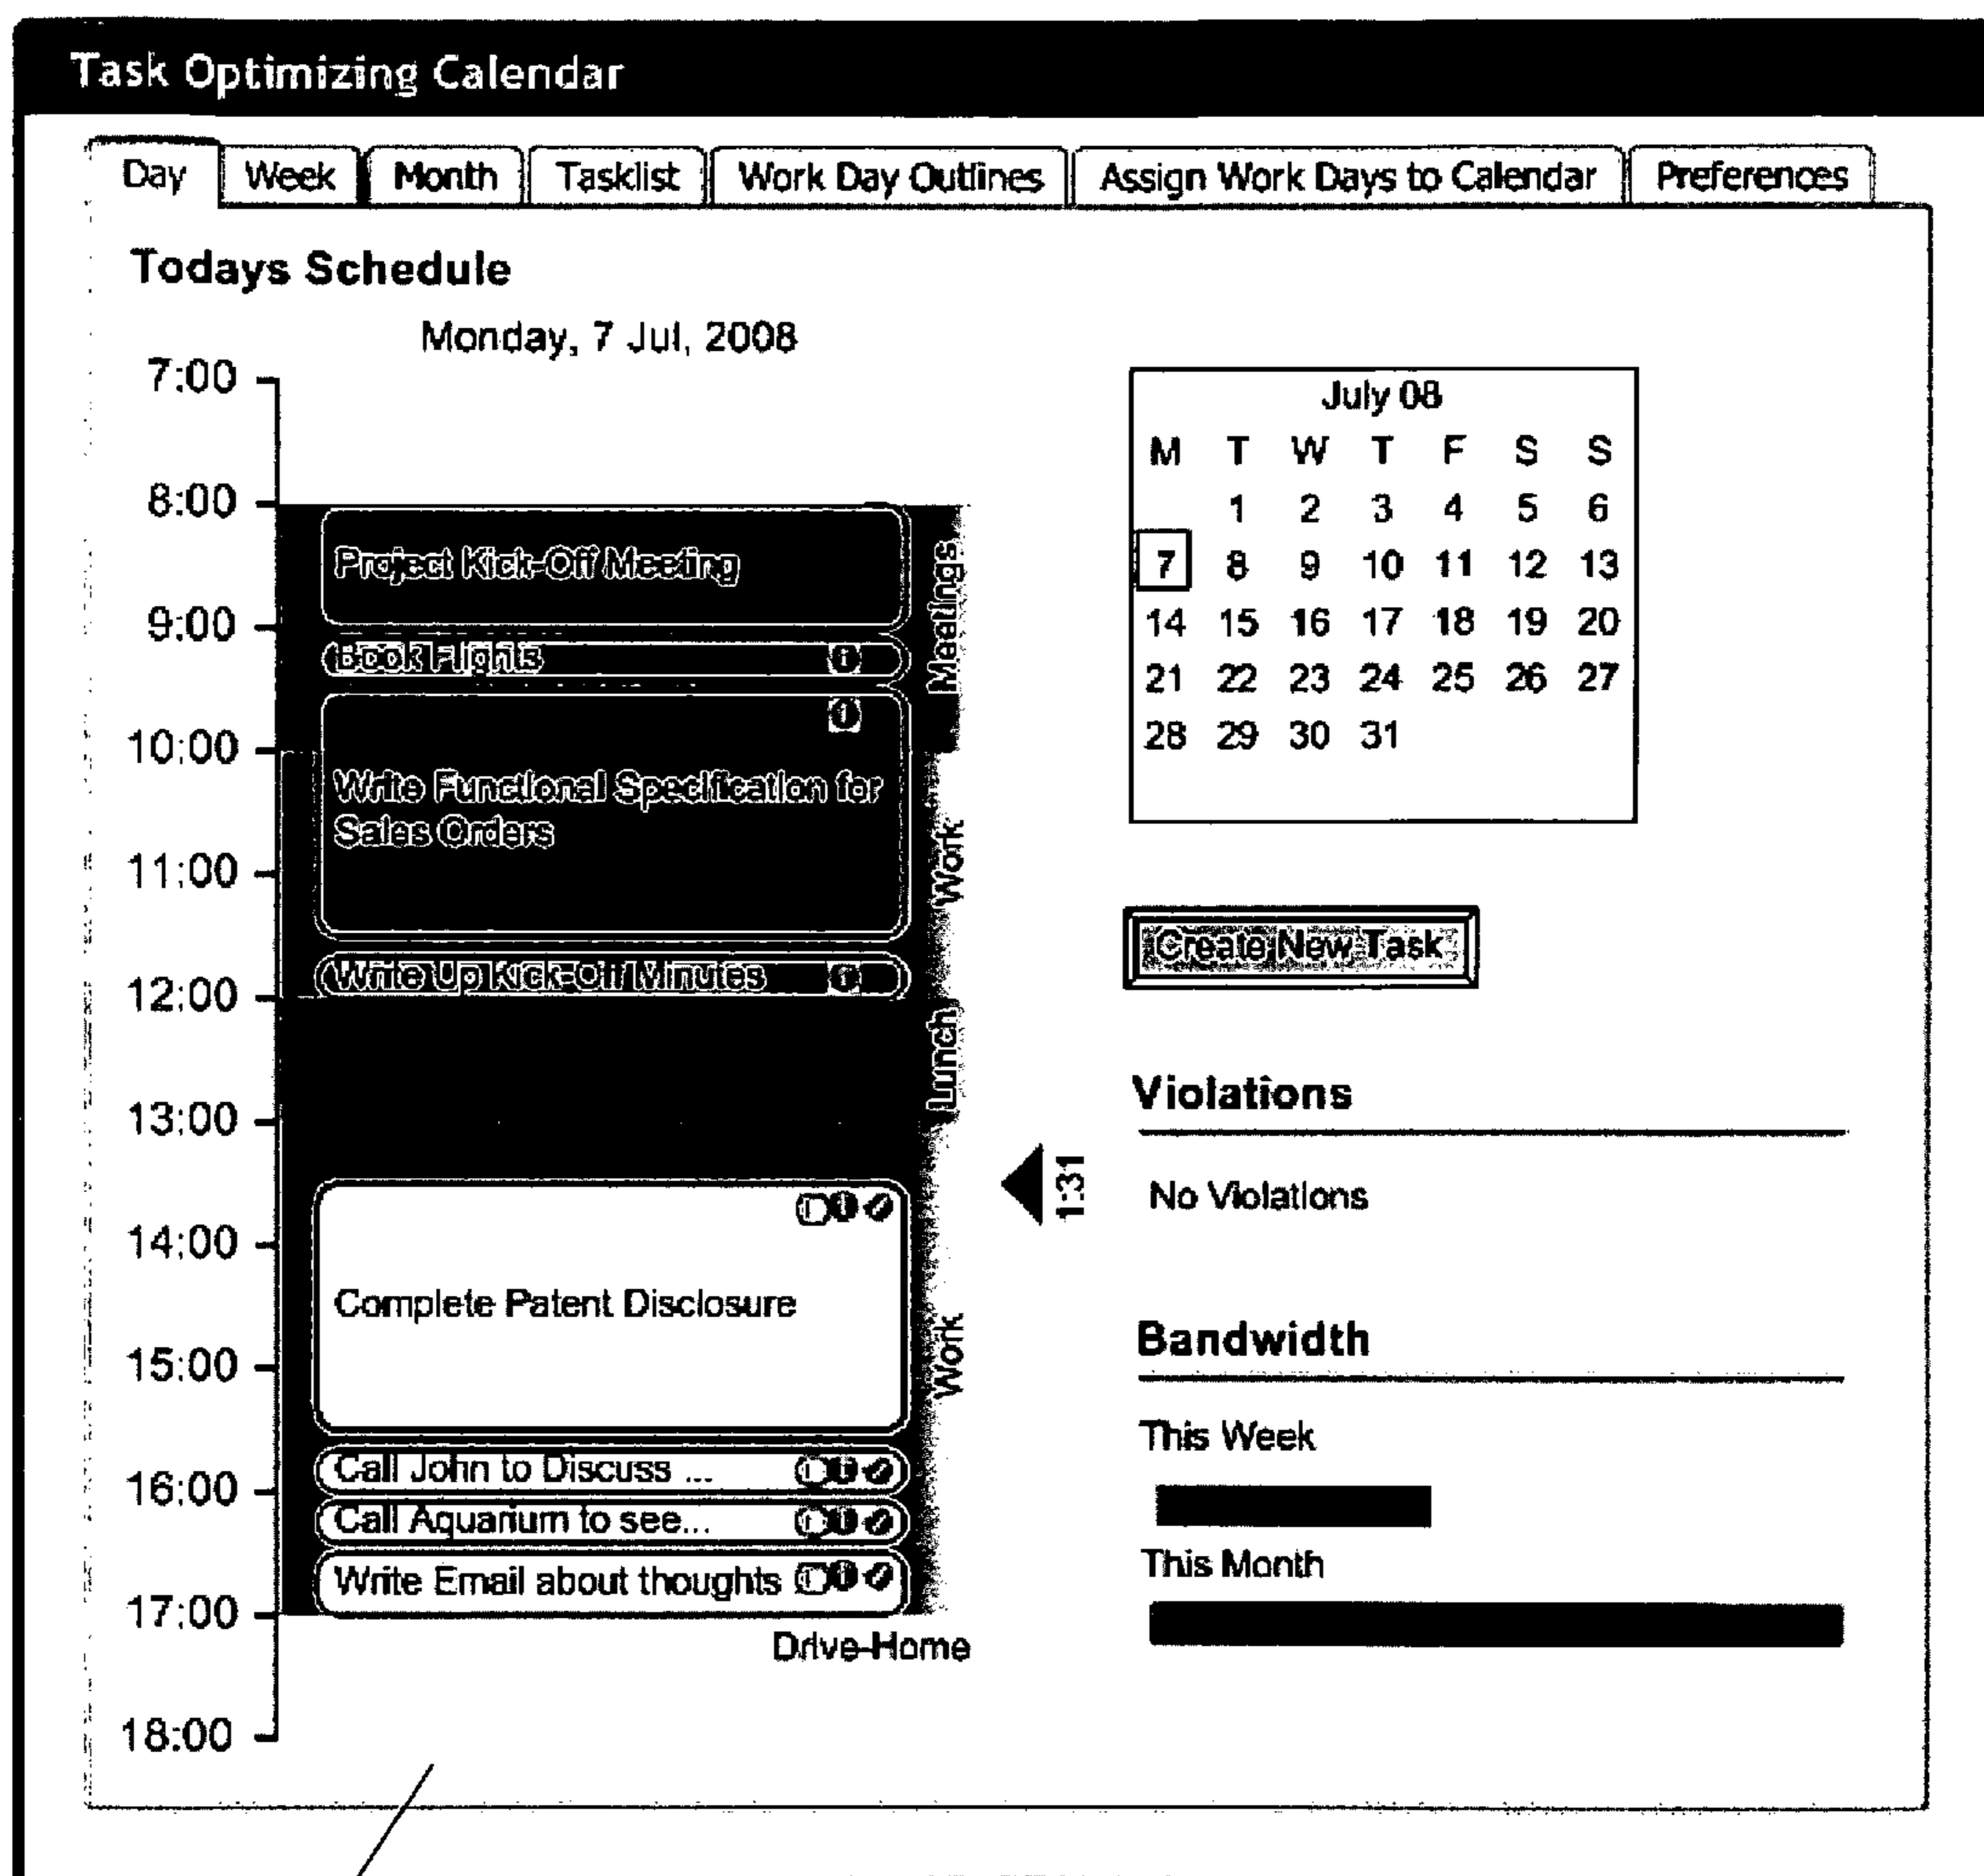 Task Optimizing Calendar
Day Week Month Tasklist Work Day Outlines Assign Work Days to Calendar Preferences
Todays Schedule
Monday, 7 Jul, 2008
7:00
8:00
9:00
10:00
11:00
12:00
13:00
14:00
15:00
16:00
17:00
18:00
Project Kick-Off Meeting
Book Flights
Write Functional Specification for
Sales Orders
Write Up Kick-Off Minutes
Complete Patent Disclosure
Call John to Discuss ...
Call Aquarium to see...
Write Email about thoughts
Meetings
Work
Lunch
Work
Drive-Home
1:31
July 08
M T W T F S S
1 2 3 4 5 6
7 8 9 10 11 12 13
14 15 16 17 18 19 20
21 22 23 24 25 26 27
28 29 30 31
Create New Task
Violations
No Violations
Bandwidth
This Week
This Month